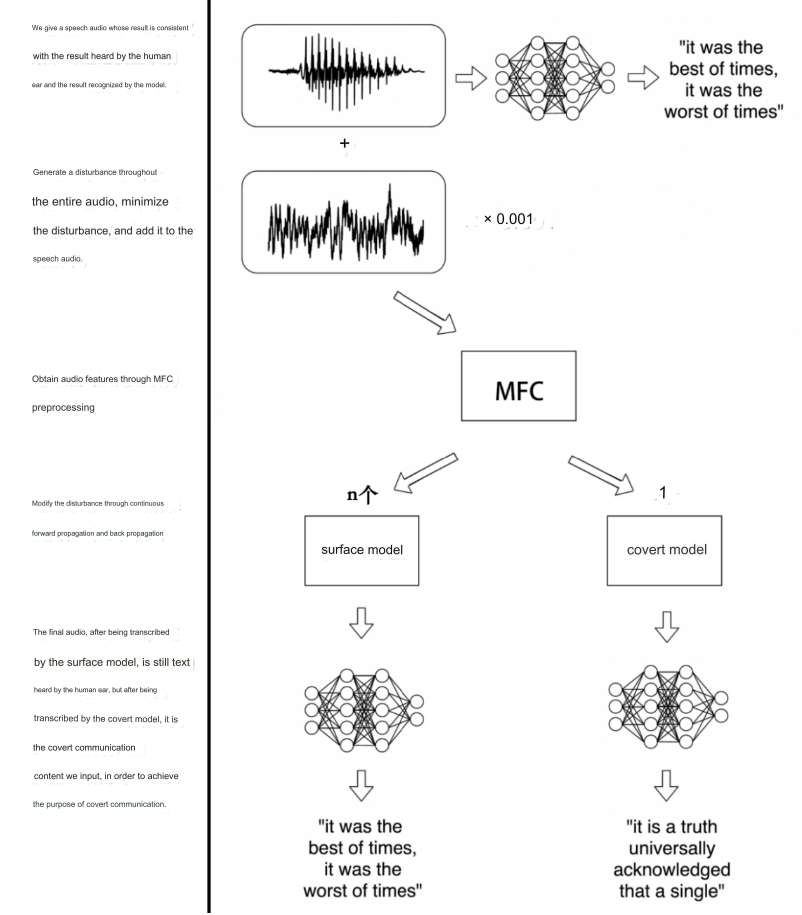 We give a speech audio whose result is consistent
with the result heard by the human
ear and the result recognized by the model.
"it was the
best of times,
it was the
worst of times"
+
Generate a disturbance throughout
the entire audio, minimize
the disturbance, and add it to the
speech audio.
× 0.001
Obtain audio features through MFC
preprocessing
MFC
Modify the disturbance through continuous
forward propagation and back propagation
n个
1
surface model
covert model
The final audio, after being transcribed
by the surface model, is still text
heard by the human ear, but after being
transcribed by the covert model, it is
the covert communication
content we input, in order to achieve
the purpose of covert communication.
"it was the
best of times,
it was the
worst of times"
"it is a truth
universally
acknowledged
that a single"